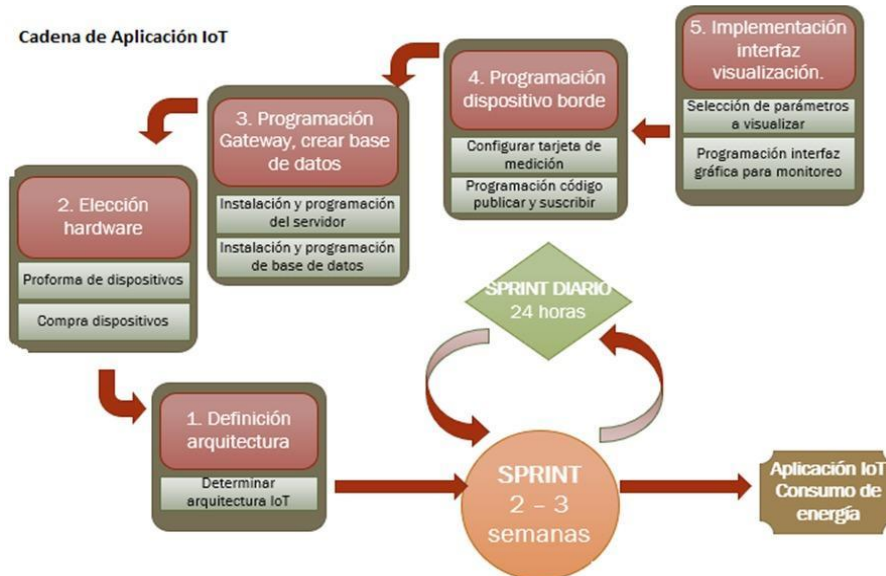 Cadena de Aplicación IoT
5. Implementación
interfaz
visualización.
Selección de parámetros
a visualizar
Programación interfaz
gráfica para monitoreo
4. Programación
dispositivo borde
Configurar tarjeta de
medición
Programación código
publicar y suscribir
3. Programación
Gateway, crear base
de datos
Instalación y programación
del servidor
Instalación y programación
de base de datos
2. Elección
hardware
Proforma de dispositivos
Compra dispositivos
1. Definición
arquitectura
Determinar
arquitectura IoT
SPRINT DIARIO
24 horas
SPRINT
2 – 3
semanas
Aplicación IoT
Consumo de
energía